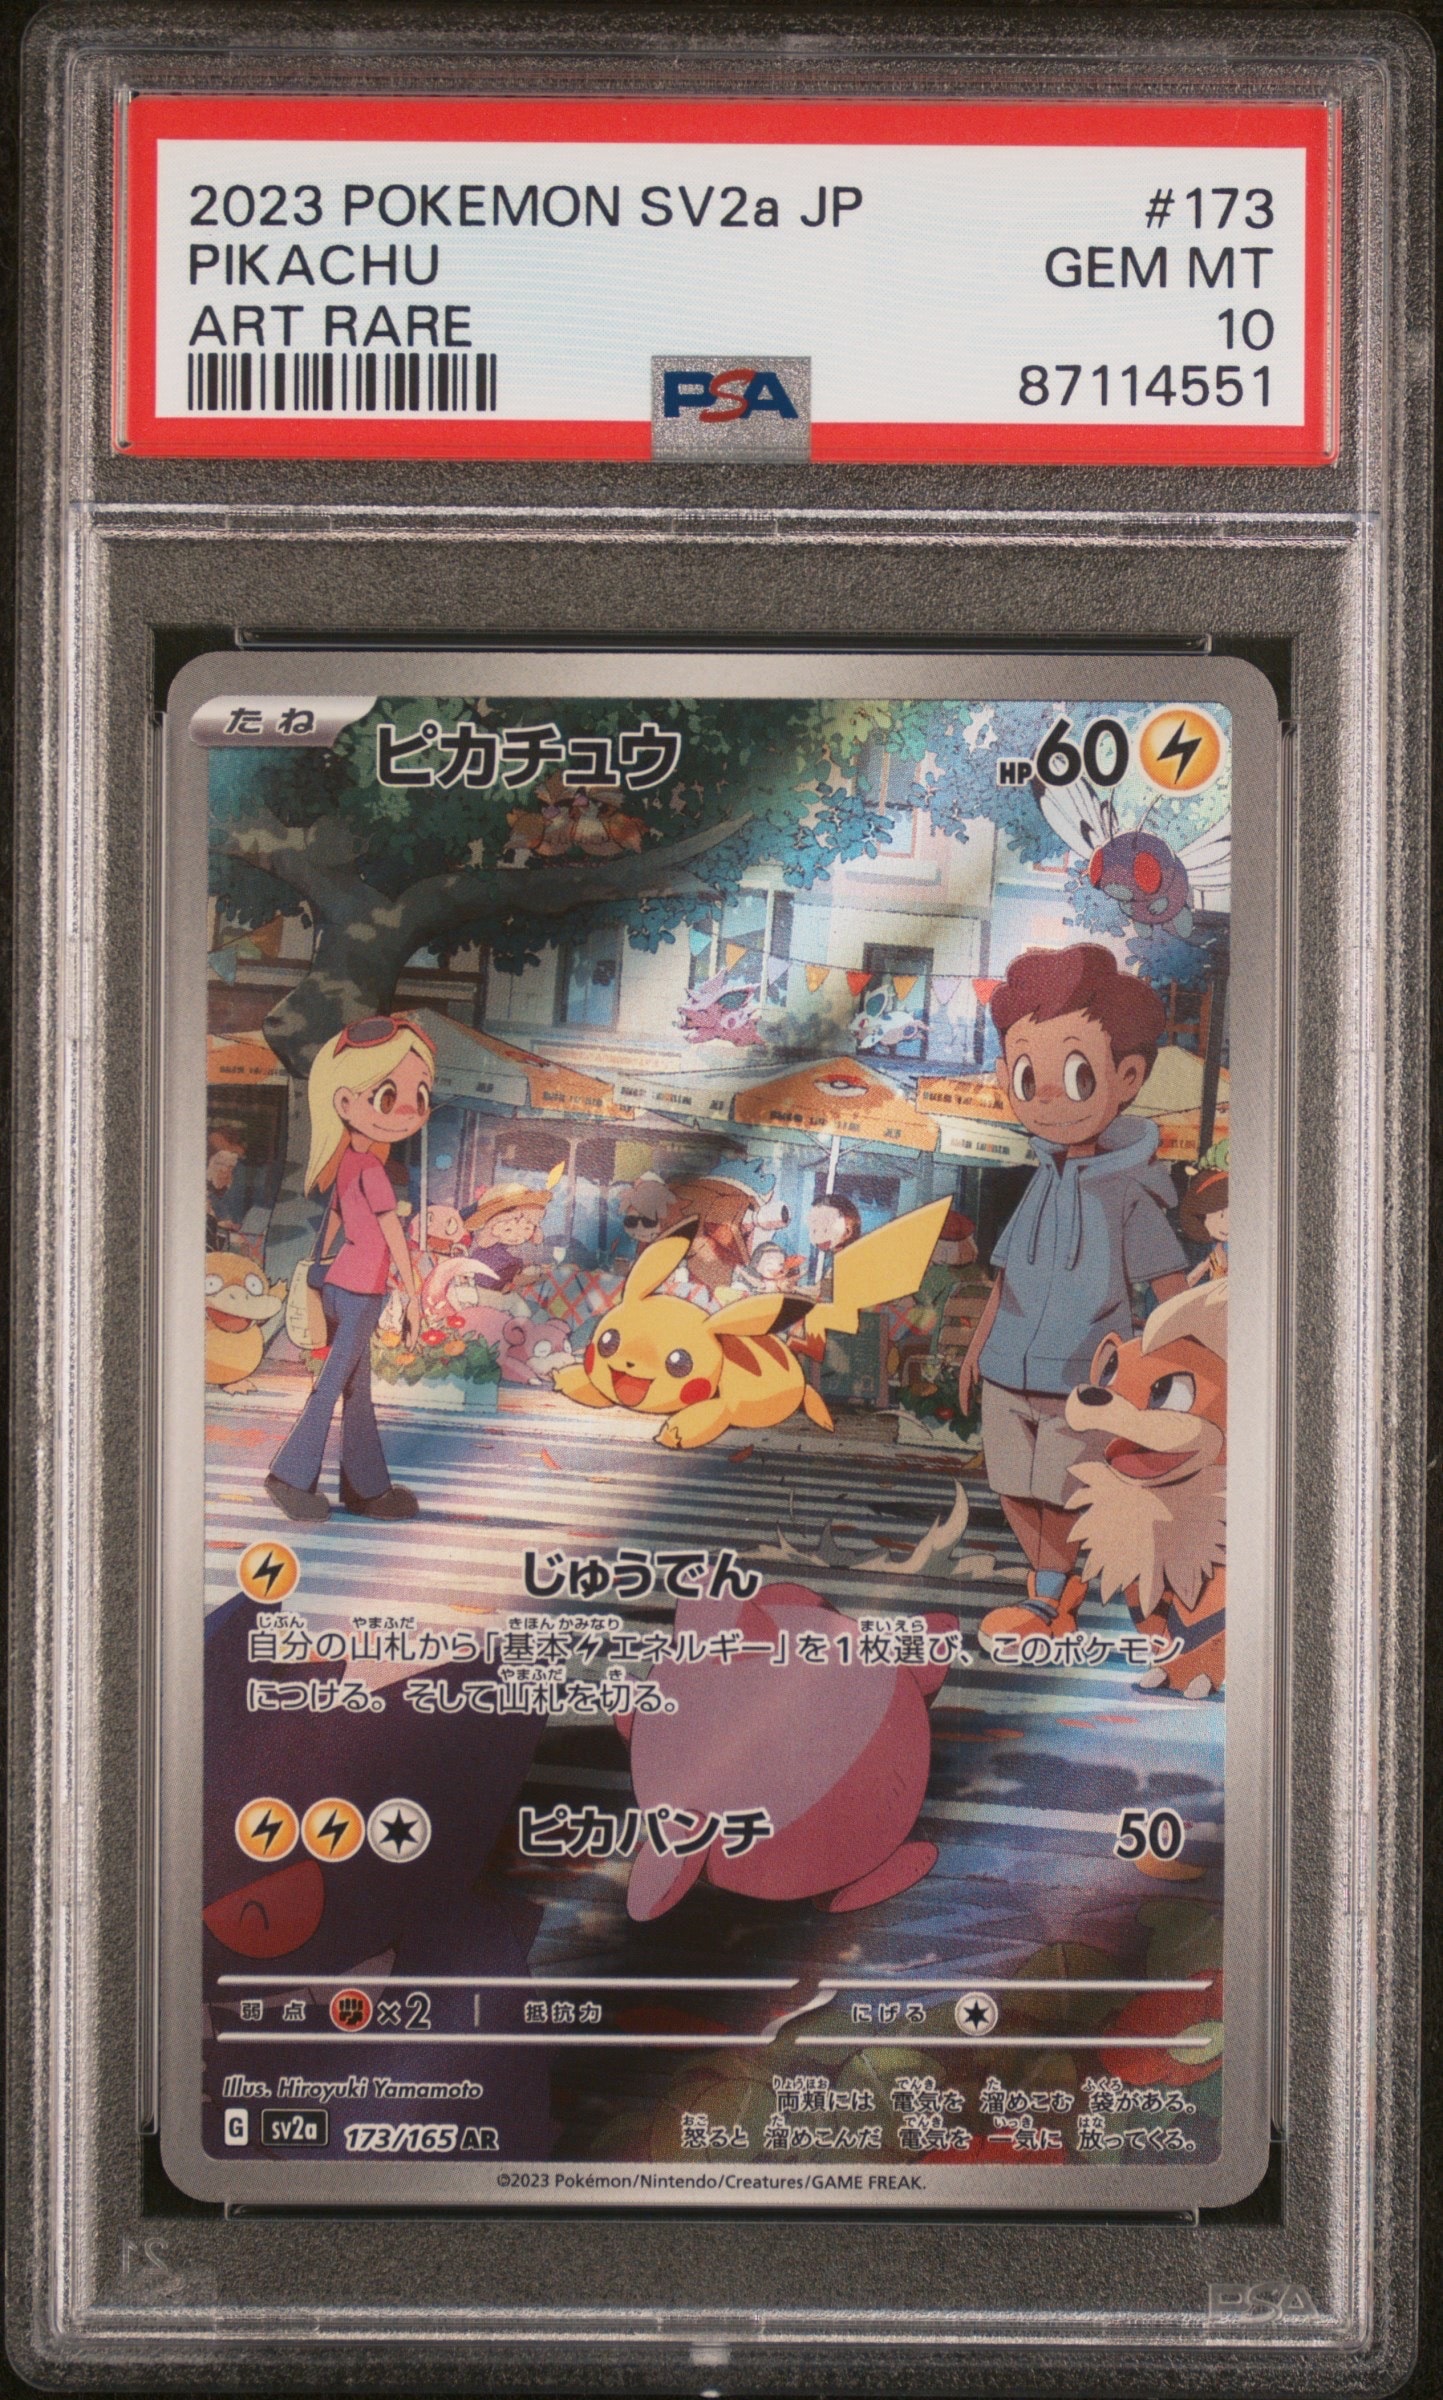 2023 POKEMON SV2a JP #173
PIKACHU GEM MT
ART RARE 10
PSA 87114551
たね ピカチュウ HP60
じゅうでん
自分の山札から「基本エネルギー」を1枚選び、このポケモン
につける。そして山札を切る。
ピカパンチ 50
弱点 ×2 抵抗力 にげる
Illus. Hiroyuki Yamamoto
両頬には 電気を 溜めこむ 袋がある。
怒ると 溜めこんだ 電気を 一気に 放ってくる。
G sv2a 173/165 AR
©2023 Pokémon/Nintendo/Creatures/GAME FREAK.
PSA